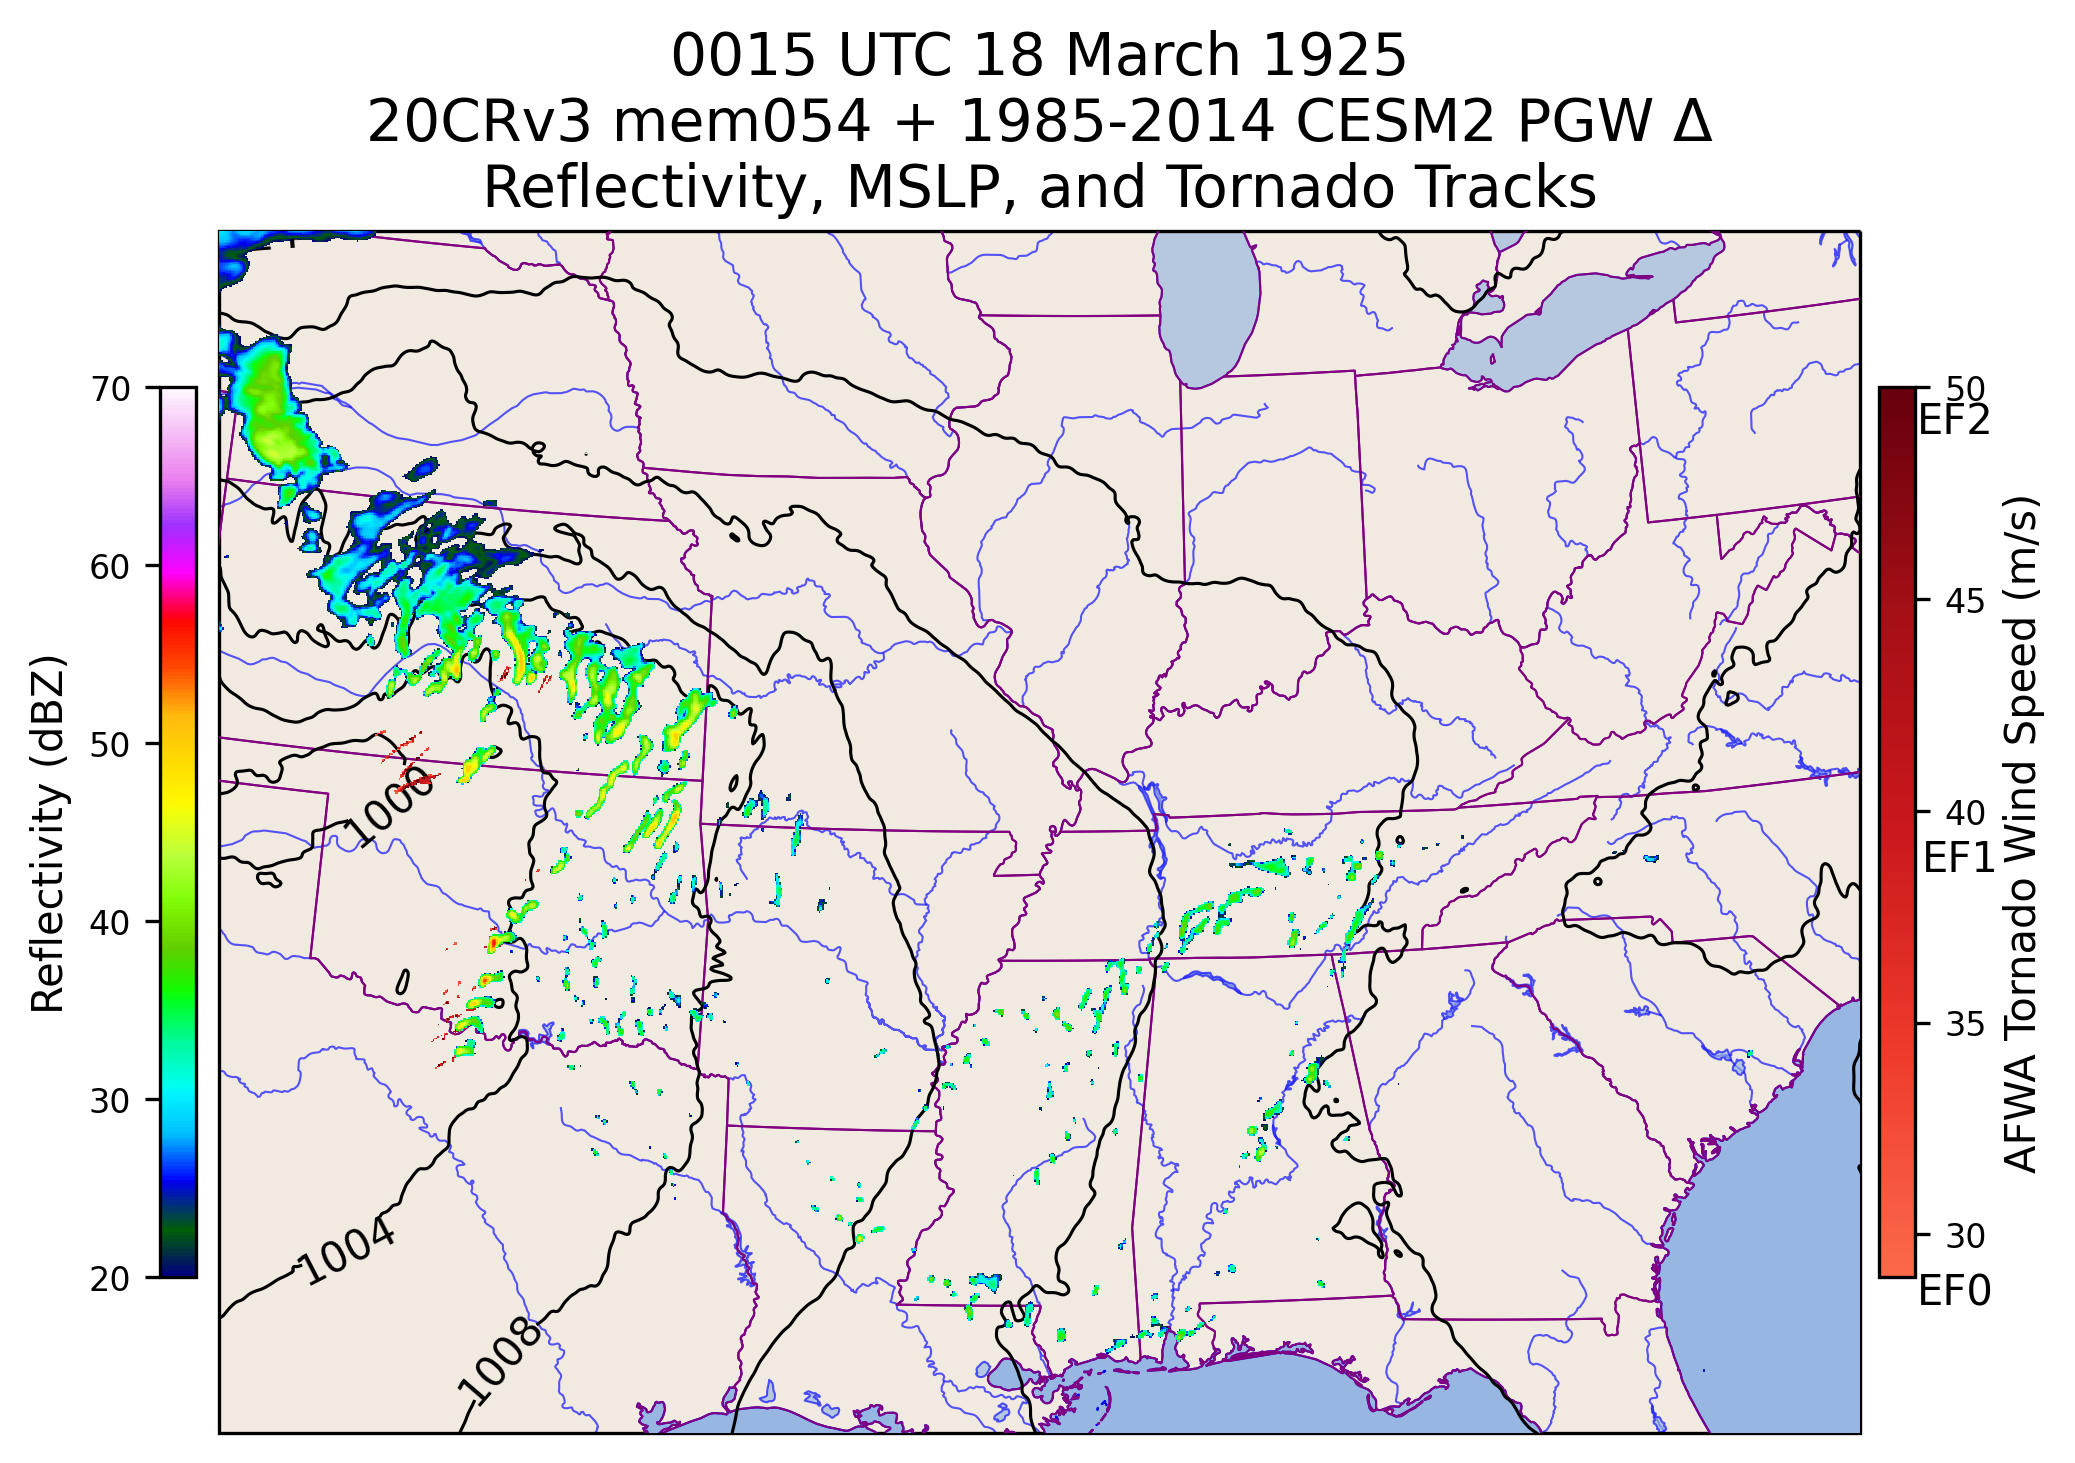 0015 UTC 18 March 1925
20CRv3 mem054 + 1985-2014 CESM2 PGW Δ
Reflectivity, MSLP, and Tornado Tracks
70
60
50
40
30
20
Reflectivity (dBZ)
1000
1004
1008
50
EF2
45
40
EF1
35
30
EF0
AFWA Tornado Wind Speed (m/s)